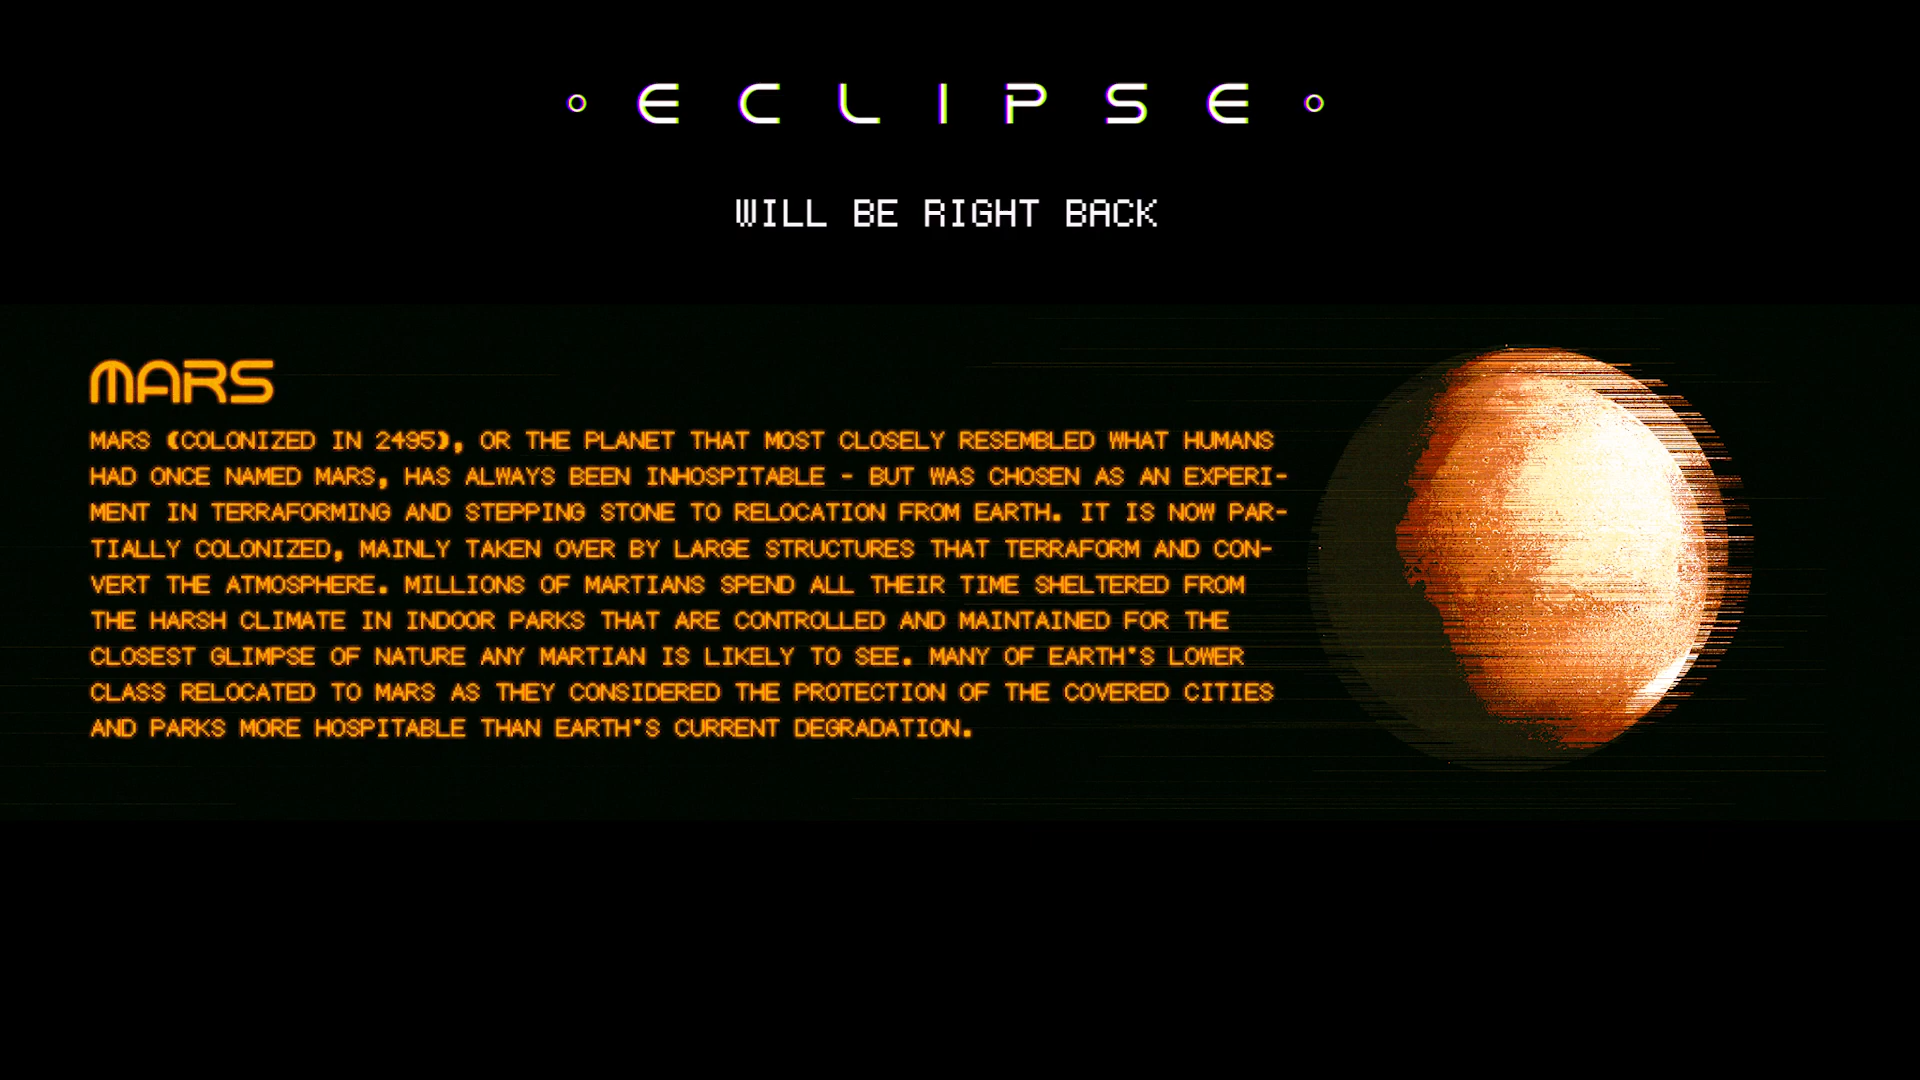 ◦ECLIPSE◦
WILL BE RIGHT BACK
MARS
MARS (COLONIZED IN 2495), OR THE PLANET THAT MOST CLOSELY RESEMBLED WHAT HUMANS
HAD ONCE NAMED MARS, HAS ALWAYS BEEN INHOSPITABLE - BUT WAS CHOSEN AS AN EXPERI-
MENT IN TERRAFORMING AND STEPPING STONE TO RELOCATION FROM EARTH. IT IS NOW PAR-
TIALLY COLONIZED, MAINLY TAKEN OVER BY LARGE STRUCTURES THAT TERRAFORM AND CON-
VERT THE ATMOSPHERE. MILLIONS OF MARTIANS SPEND ALL THEIR TIME SHELTERED FROM
THE HARSH CLIMATE IN INDOOR PARKS THAT ARE CONTROLLED AND MAINTAINED FOR THE
CLOSEST GLIMPSE OF NATURE ANY MARTIAN IS LIKELY TO SEE. MANY OF EARTH'S LOWER
CLASS RELOCATED TO MARS AS THEY CONSIDERED THE PROTECTION OF THE COVERED CITIES
AND PARKS MORE HOSPITABLE THAN EARTH'S CURRENT DEGRADATION.